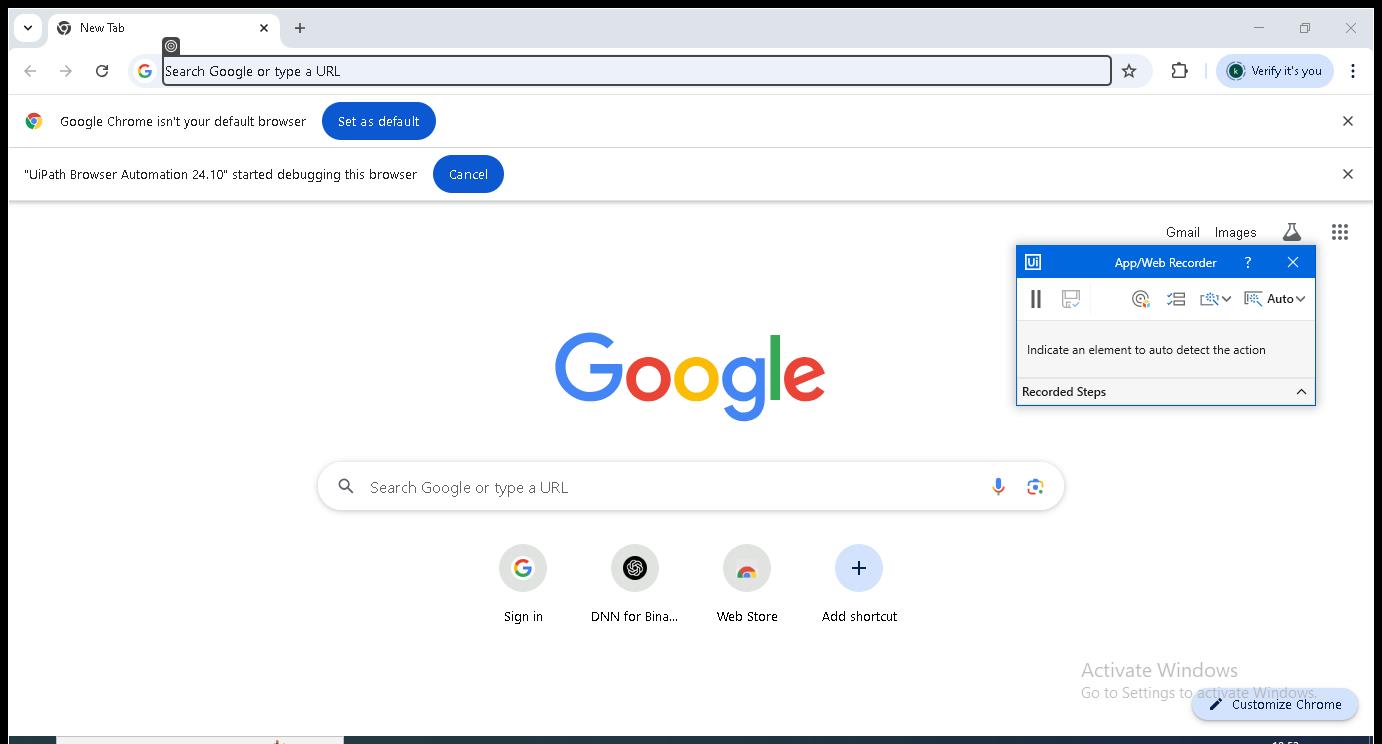 New Tab
Search Google or type a URL
Verify it's you
Google Chrome isn't your default browser
Set as default
"UiPath Browser Automation 24.10" started debugging this browser
Cancel
Gmail
Images
Ui
App/Web Recorder
?
Auto
Indicate an element to auto detect the action
Recorded Steps
Google
Search Google or type a URL
Sign in
DNN for Bina...
Web Store
Add shortcut
Activate Windows
Go to Settings to activate Windows.
Customize Chrome